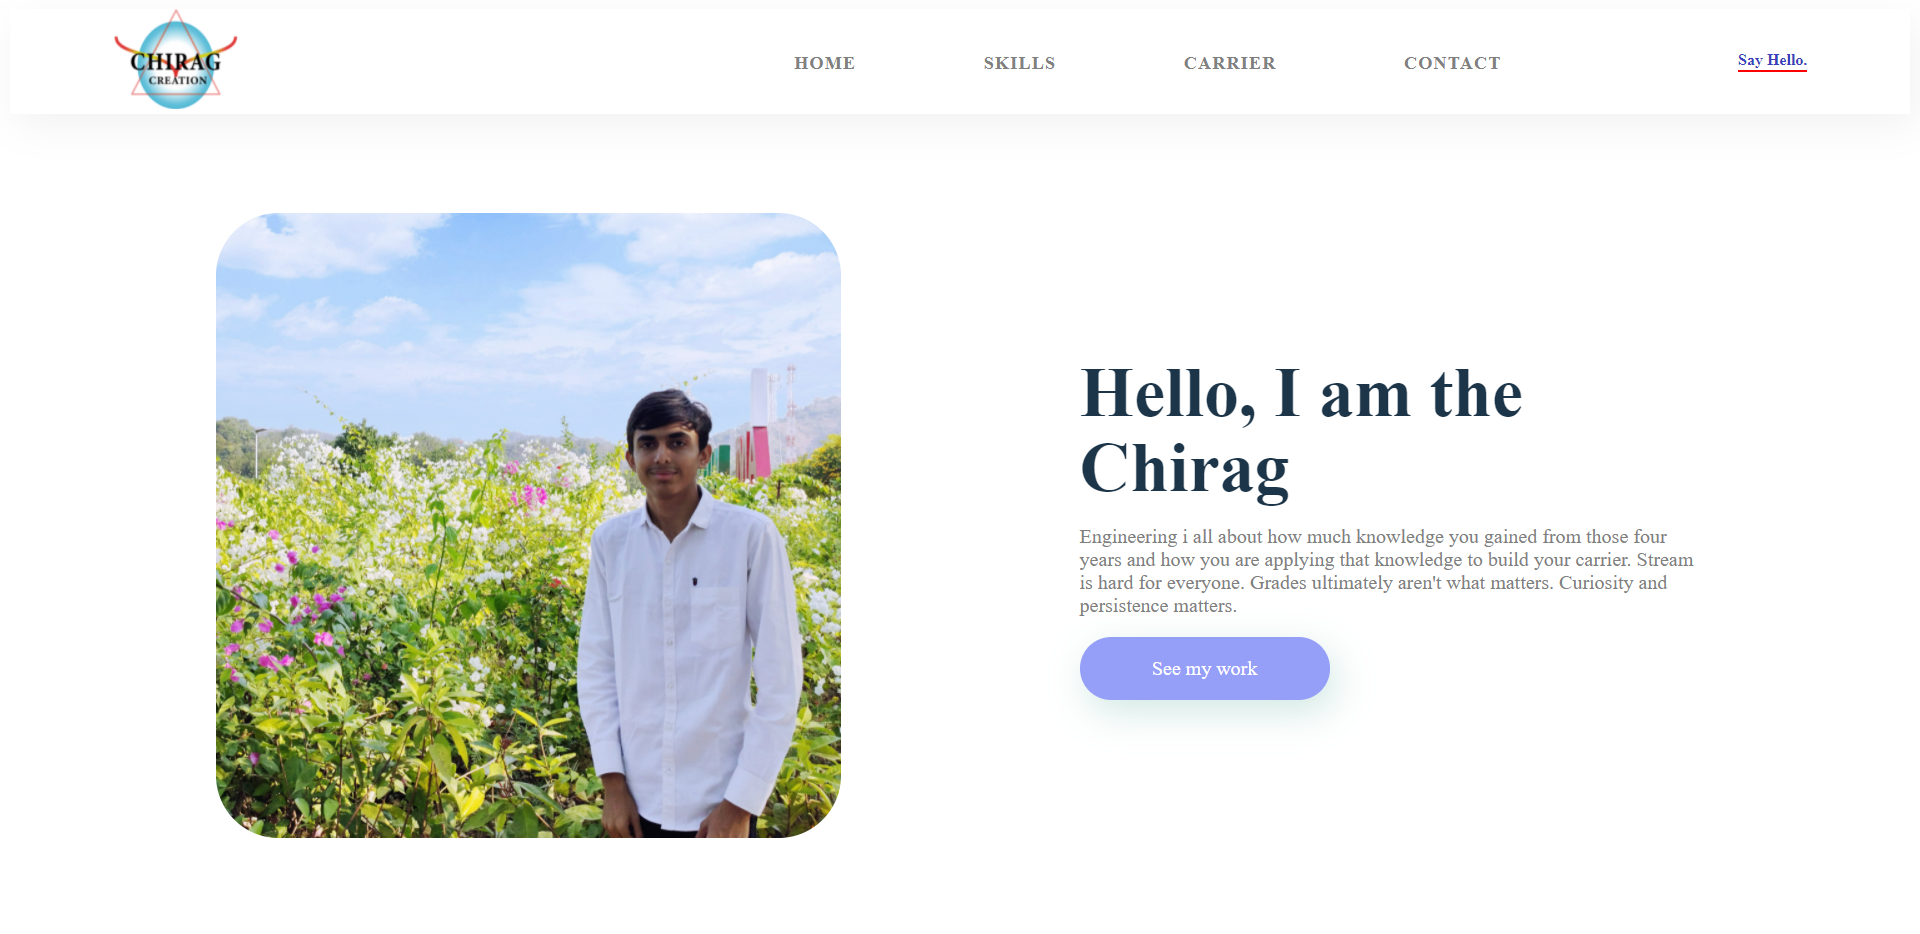 CHIRAG
CREATION
HOME
SKILLS
CARRIER
CONTACT
Say Hello.
Hello, I am the
Chirag
Engineering i all about how much knowledge you gained from those four
years and how you are applying that knowledge to build your carrier. Stream
is hard for everyone. Grades ultimately aren't what matters. Curiosity and
persistence matters.
See my work